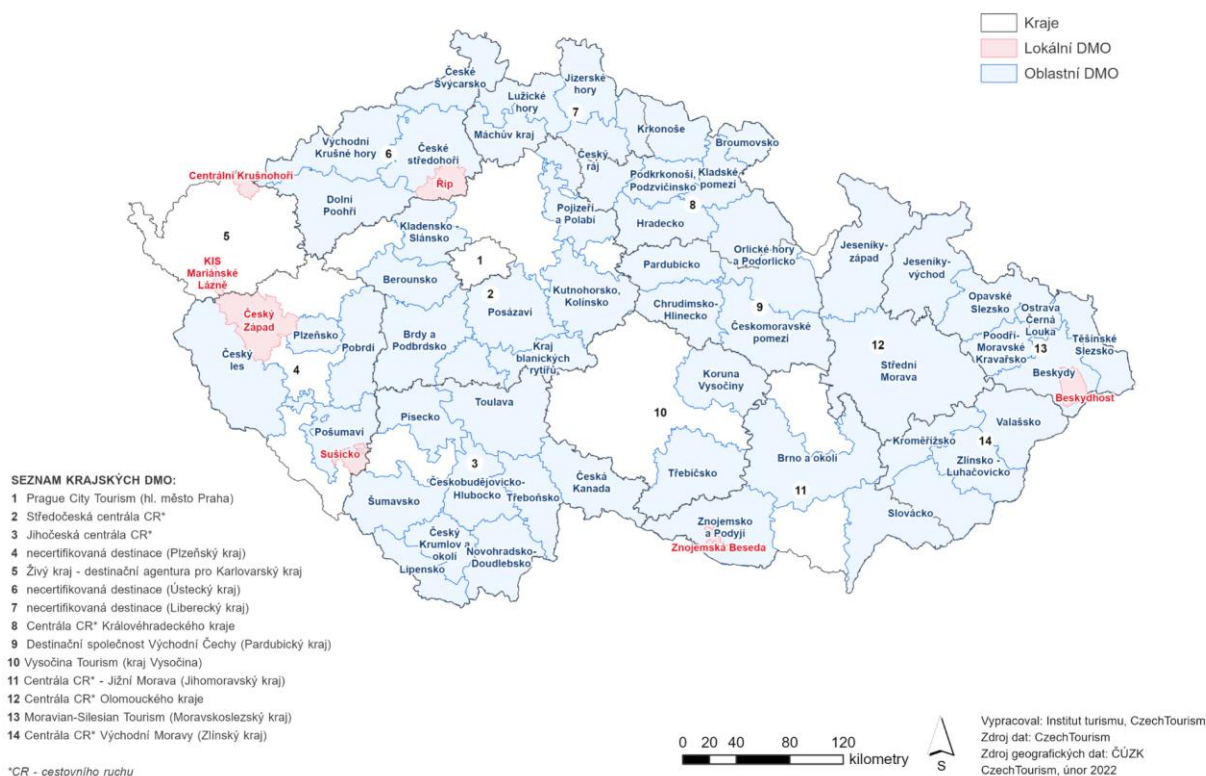 Kraje
Lokální DMO
Oblastní DMO
České
Švýcarsko
Jizerské
hory
Lužické
hory
7
Máchův kraj
Krkonoše
Broumovsko
Východní
Krušné hory
6
České
středohoří
Český
ráj
Centrální Krušnohoří
Říp
Podkrkonoší,
Podzvičinsko
Kladské
pomezí
8
Dolní
Poohří
Pojizeří
a Polabí
Hradecko
Kladensko -
Slánsko
5
Orlické hory
a Podorlicko
Jeseníky-
západ
Jeseníky-
východ
KIS
Mariánské
Lázně
1
Berounsko
Pardubicko
Kutnohorsko,
Kolínsko
2
Posázaví
Chrudimsko-
Hlinecko
9
Českomoravské
pomezí
Opavské
Slezsko
Ostrava
Černá
Louka
Český
Západ
Plzeňsko
Pobrdí
Brdy a
Podbrdsko
Český
les
4
Kraj
blanických
rytířů
Koruna
Vysočiny
12
Střední
Morava
Poodří-
Moravské
Kravařsko
13
Těšínské
Slezsko
Beskydy
Beskydhost
Toulava
Písecko
10
Pošumaví
Sušicko
Valašsko
Kroměřížsko
14
Zlínsko -
Luhačovicko
3
Českobudějovicko-
Hlubocko
Třeboňsko
Česká
Kanada
Třebíčsko
Brno a okolí
11
Šumavsko
Slovácko
Znojemsko
a Podyjí
Znojemská Beseda
Český
Krumlov a
okolí
Lipensko
Novohradsko-
Doudlebsko
SEZNAM KRAJSKÝCH DMO:
1 Prague City Tourism (hl. město Praha)
2 Středočeská centrála CR*
3 Jihočeská centrála CR*
4 necertifikovaná destinace (Plzeňský kraj)
5 Živý kraj - destinační agentura pro Karlovarský kraj
6 necertifikovaná destinace (Ústecký kraj)
7 necertifikovaná destinace (Liberecký kraj)
8 Centrála CR* Královéhradeckého kraje
9 Destinační společnost Východní Čechy (Pardubický kraj)
10 Vysočina Tourism (kraj Vysočina)
11 Centrála CR* - Jižní Morava (Jihomoravský kraj)
12 Centrála CR* Olomouckého kraje
13 Moravian-Silesian Tourism (Moravskoslezský kraj)
14 Centrála CR* Východní Moravy (Zlínský kraj)
*CR - cestovního ruchu
0 20 40 80 120
kilometry
S
Vypracoval: Institut turismu, CzechTourism
Zdroj dat: CzechTourism
Zdroj geografických dat: ČÚZK
CzechTourism, únor 2022